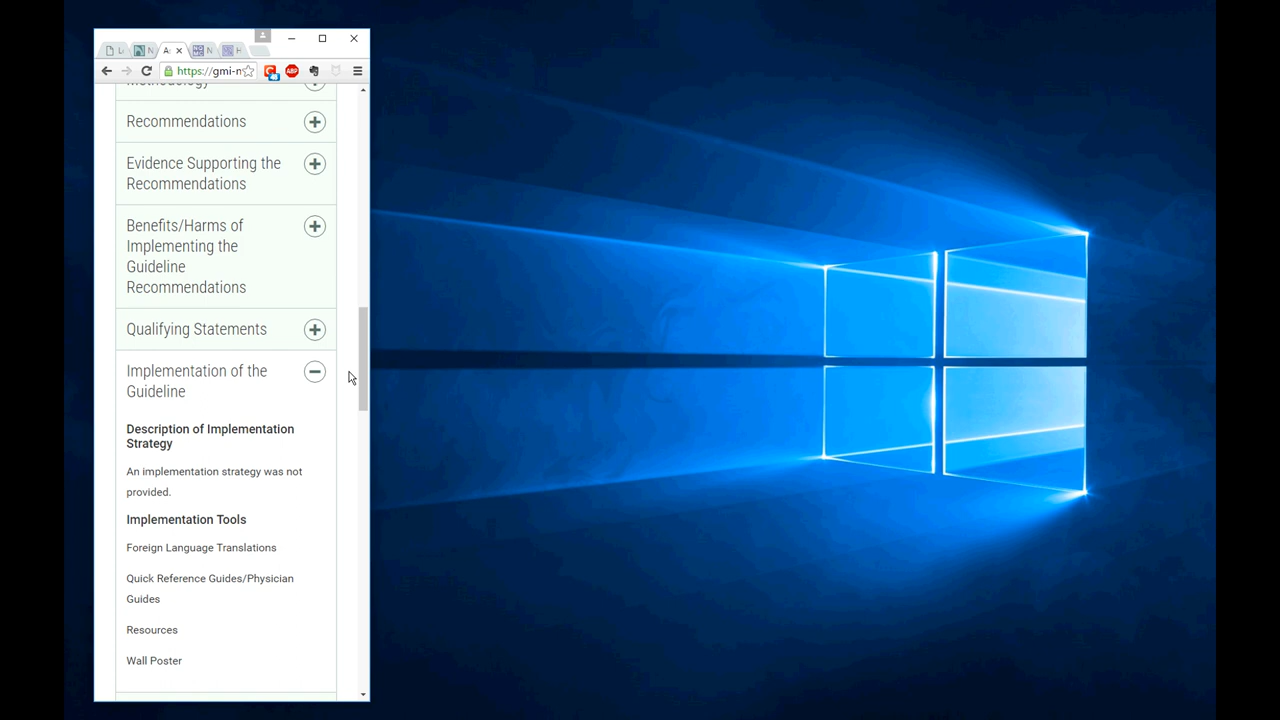 L
N
A
N
H
https://gmi-n
ABP
Methodology
Recommendations
Evidence Supporting the
Recommendations
Benefits/Harms of
Implementing the
Guideline
Recommendations
Qualifying Statements
Implementation of the
Guideline
Description of Implementation
Strategy
An implementation strategy was not
provided.
Implementation Tools
Foreign Language Translations
Quick Reference Guides/Physician
Guides
Resources
Wall Poster